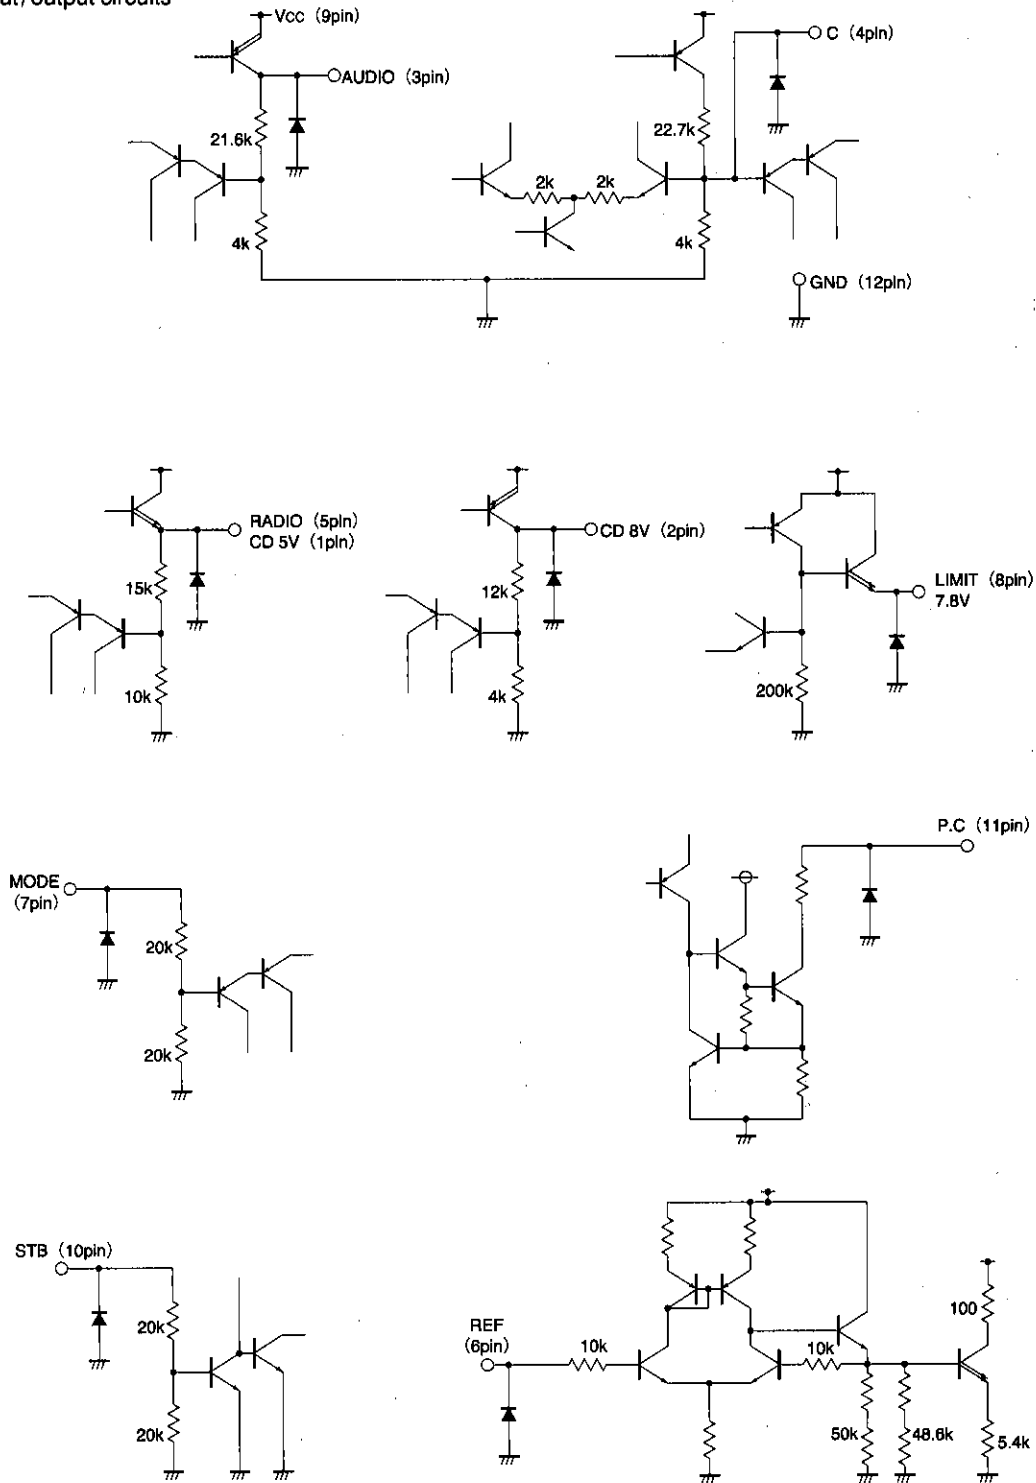 output circuits
Vcc (9pin)
AUDIO (3pin)
C (4pin)
21.6k
22.7k
2k
2k
4k
4k
GND (12pin)
RADIO (5pin)
CD 5V (1pin)
CD 8V (2pin)
LIMIT (8pin)
7.8V
15k
12k
10k
4k
200k
P.C (11pin)
MODE
(7pin)
20k
20k
STB (10pin)
20k
20k
REF
(6pin)
10k
10k
100
50k
48.6k
5.4k